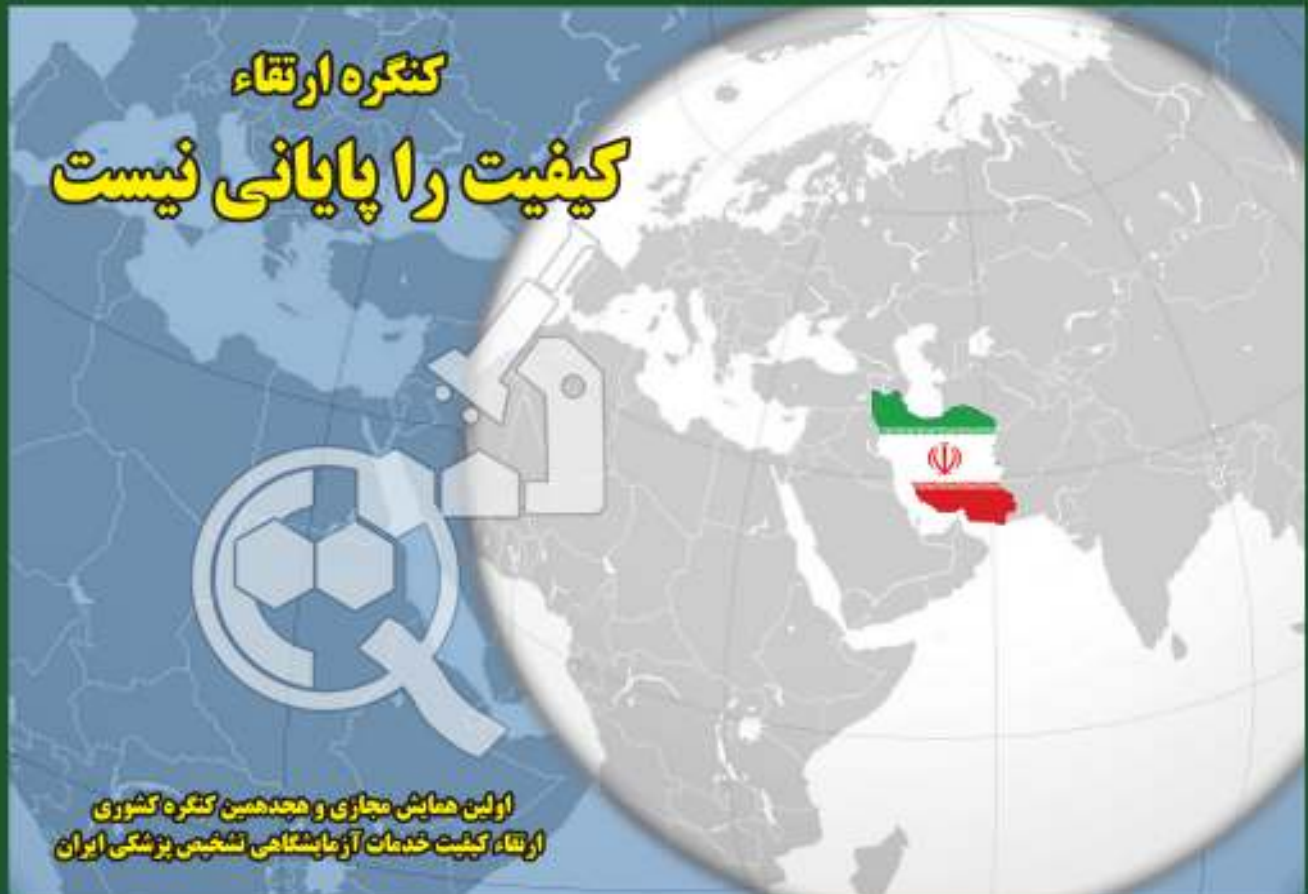 کنگره ارتقاء
کیفیت را پایانی نیست
اولین همایش مجازی و هجدهمین کنگره کشوری
ارتقاء کیفیت خدمات آزمایشگاهی تشخیص پزشکی ایران